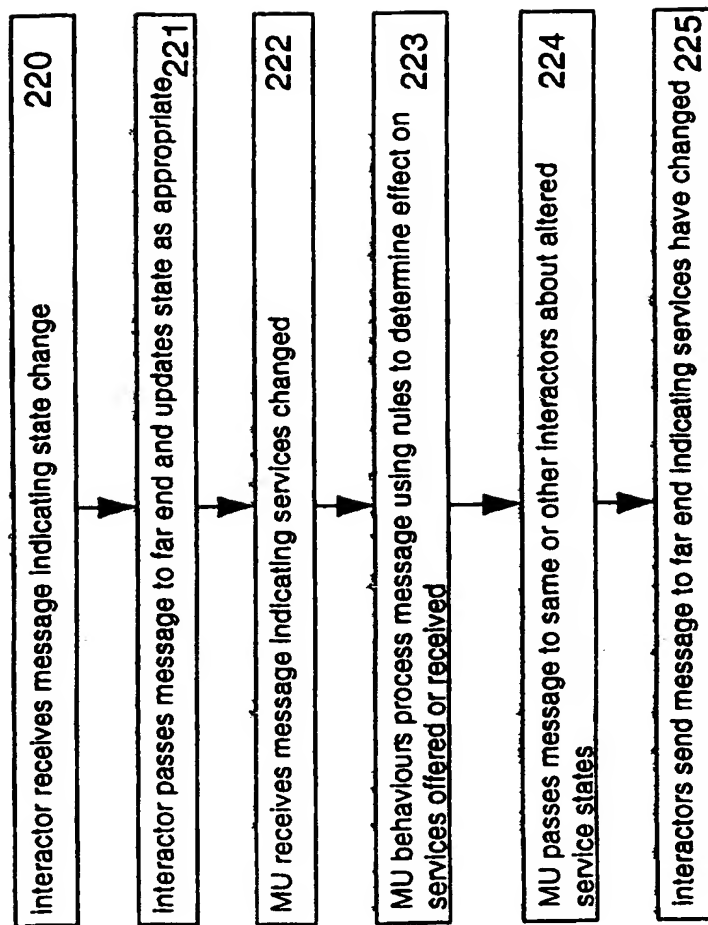 interactor receives message indicating state change 220
interactor passes message to far end and updates state as appropriate 221
MU receives message indicating services changed 222
MU behaviours process message using rules to determine effect on 223
services offered or received
MU passes message to same or other interactors about altered 224
service states
Interactors send message to far end indicating services have changed 225